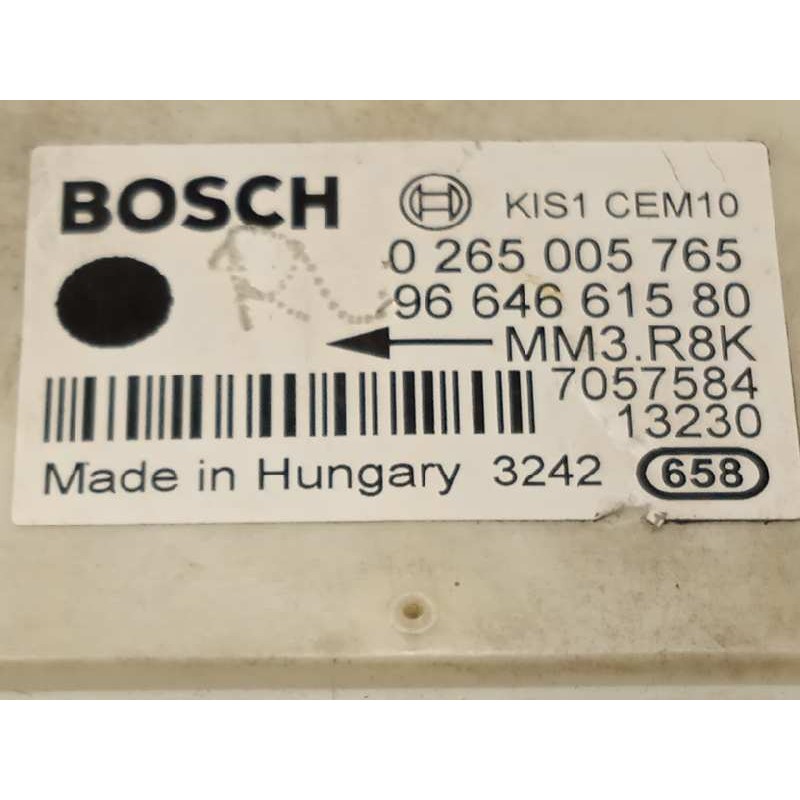 BOSCH KIS1 CEM10
0 265 005 765
96 646 615 80
MM3.R8K
7057584
13230
Made in Hungary 3242 658